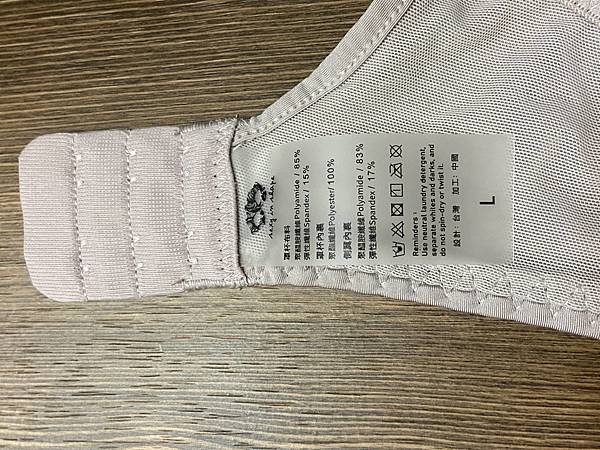 罩杯布料
聚醯胺纖維Polyamide / 85%
彈性纖維Spandex / 15%
罩杯內裏
聚酯纖維Polyester/ 100%
側翼內裏
聚醯胺纖維Polyamide / 83%
彈性纖維Spandex / 17%
Reminders :
Use neutral laundry detergent,
separate whites and darks, and
do not spin-dry or twist it.
設計: 台灣 加工: 中國
L